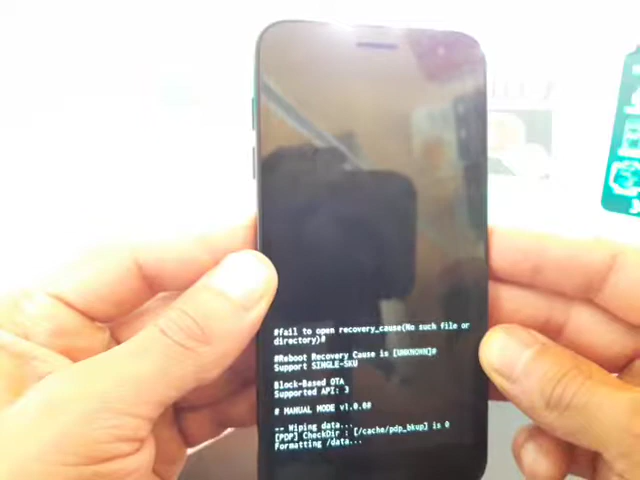 #fail to open recovery_cause(No such file or
directory)#
#Reboot Recovery Cause is [UNKNOWN]#
Support SINGLE-SKU
Block-Based OTA
Supported API: 3
# MANUAL MODE v1.0.0#
-- Wiping data...
[PDP] CheckDir : [/cache/pdp_bkup] is 0
Formatting /data...